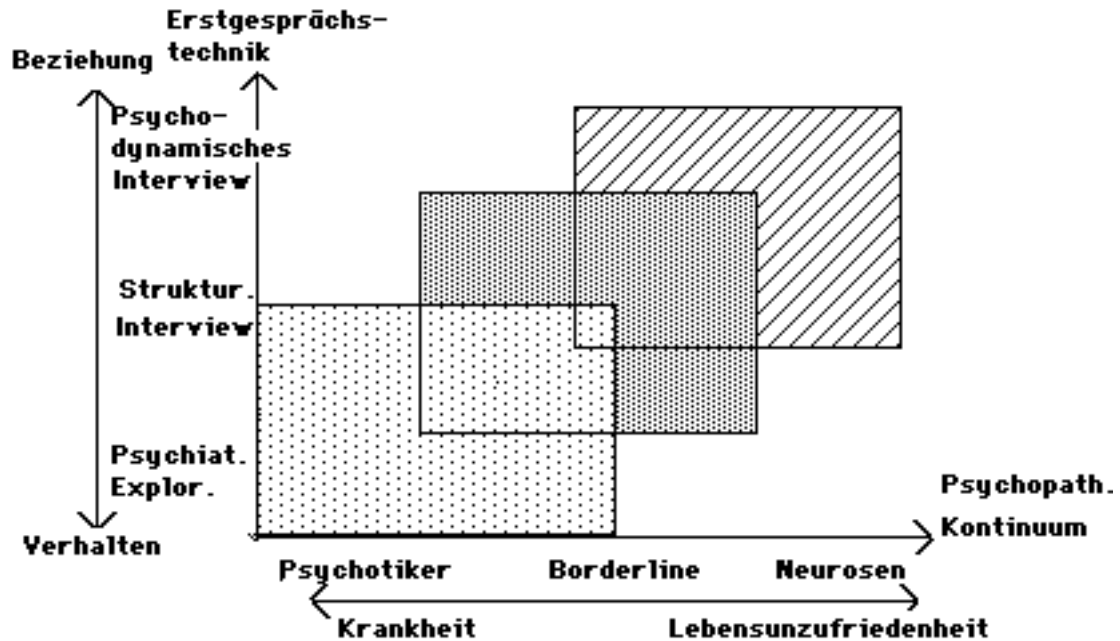 Erstgesprächs-
technik
Beziehung
Psycho-
dynamisches
Interview
Struktur.
Interview
Psychiat.
Explor.
Verhalten
Psychopath.
Kontinuum
Psychotiker
Borderline
Neurosen
Krankheit
Lebensunzufriedenheit